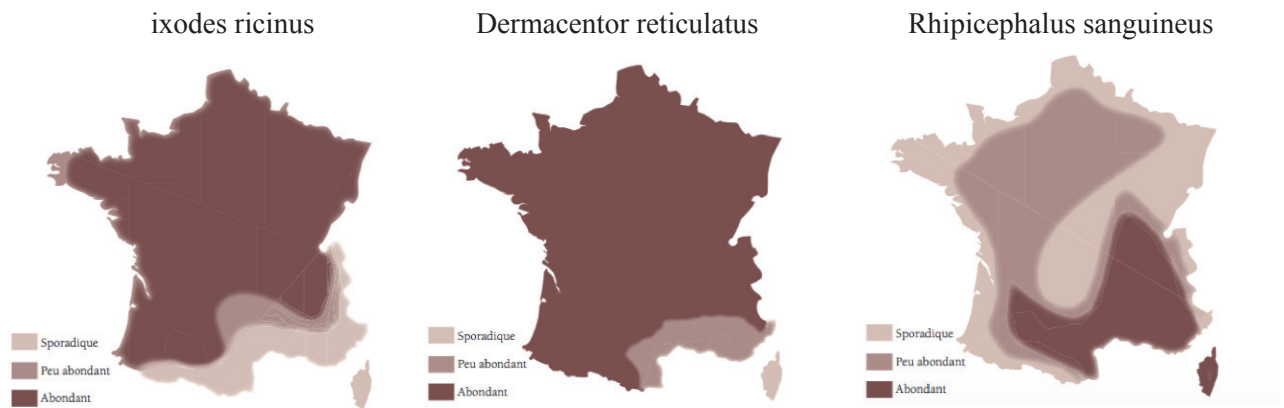 ixodes ricinus
Dermacentor reticulatus
Rhipicephalus sanguineus
Sporadique
Peu abondant
Abondant
Sporadique
Peu abondant
Abondant
Sporadique
Peu abondant
Abondant